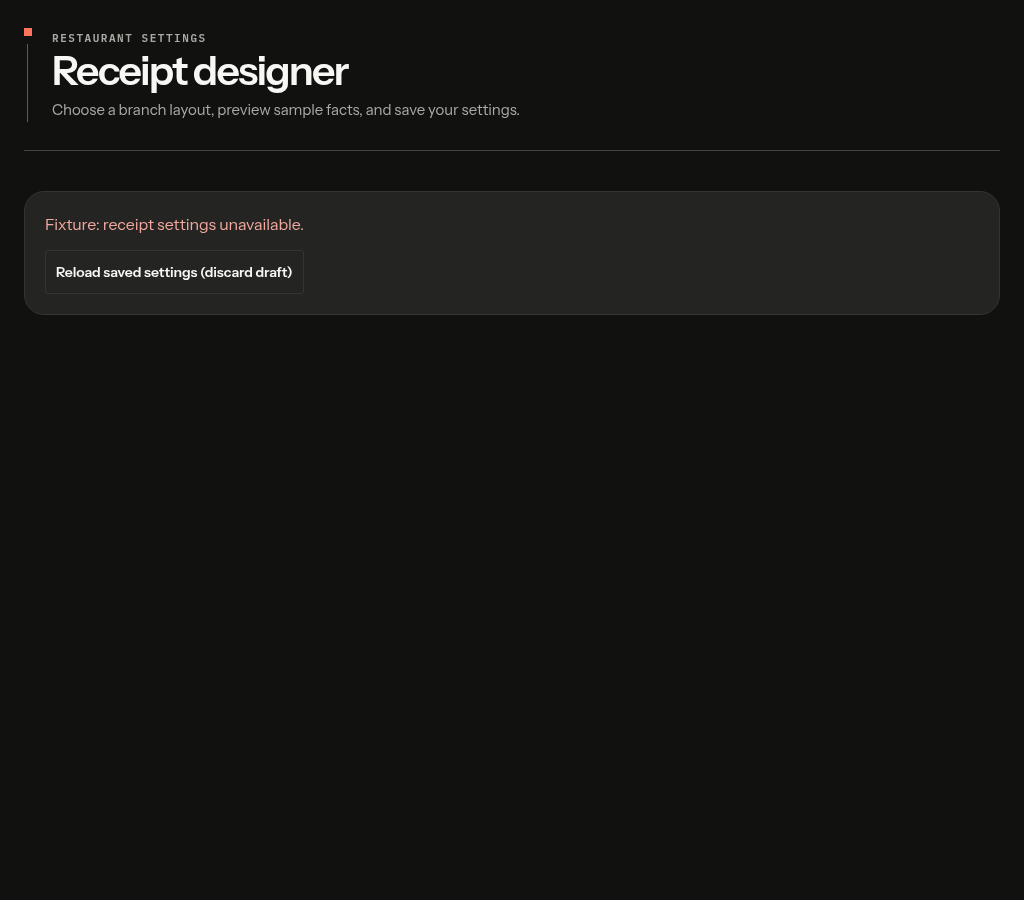 RESTAURANT SETTINGS
Receipt designer
Choose a branch layout, preview sample facts, and save your settings.
Fixture: receipt settings unavailable.
Reload saved settings (discard draft)